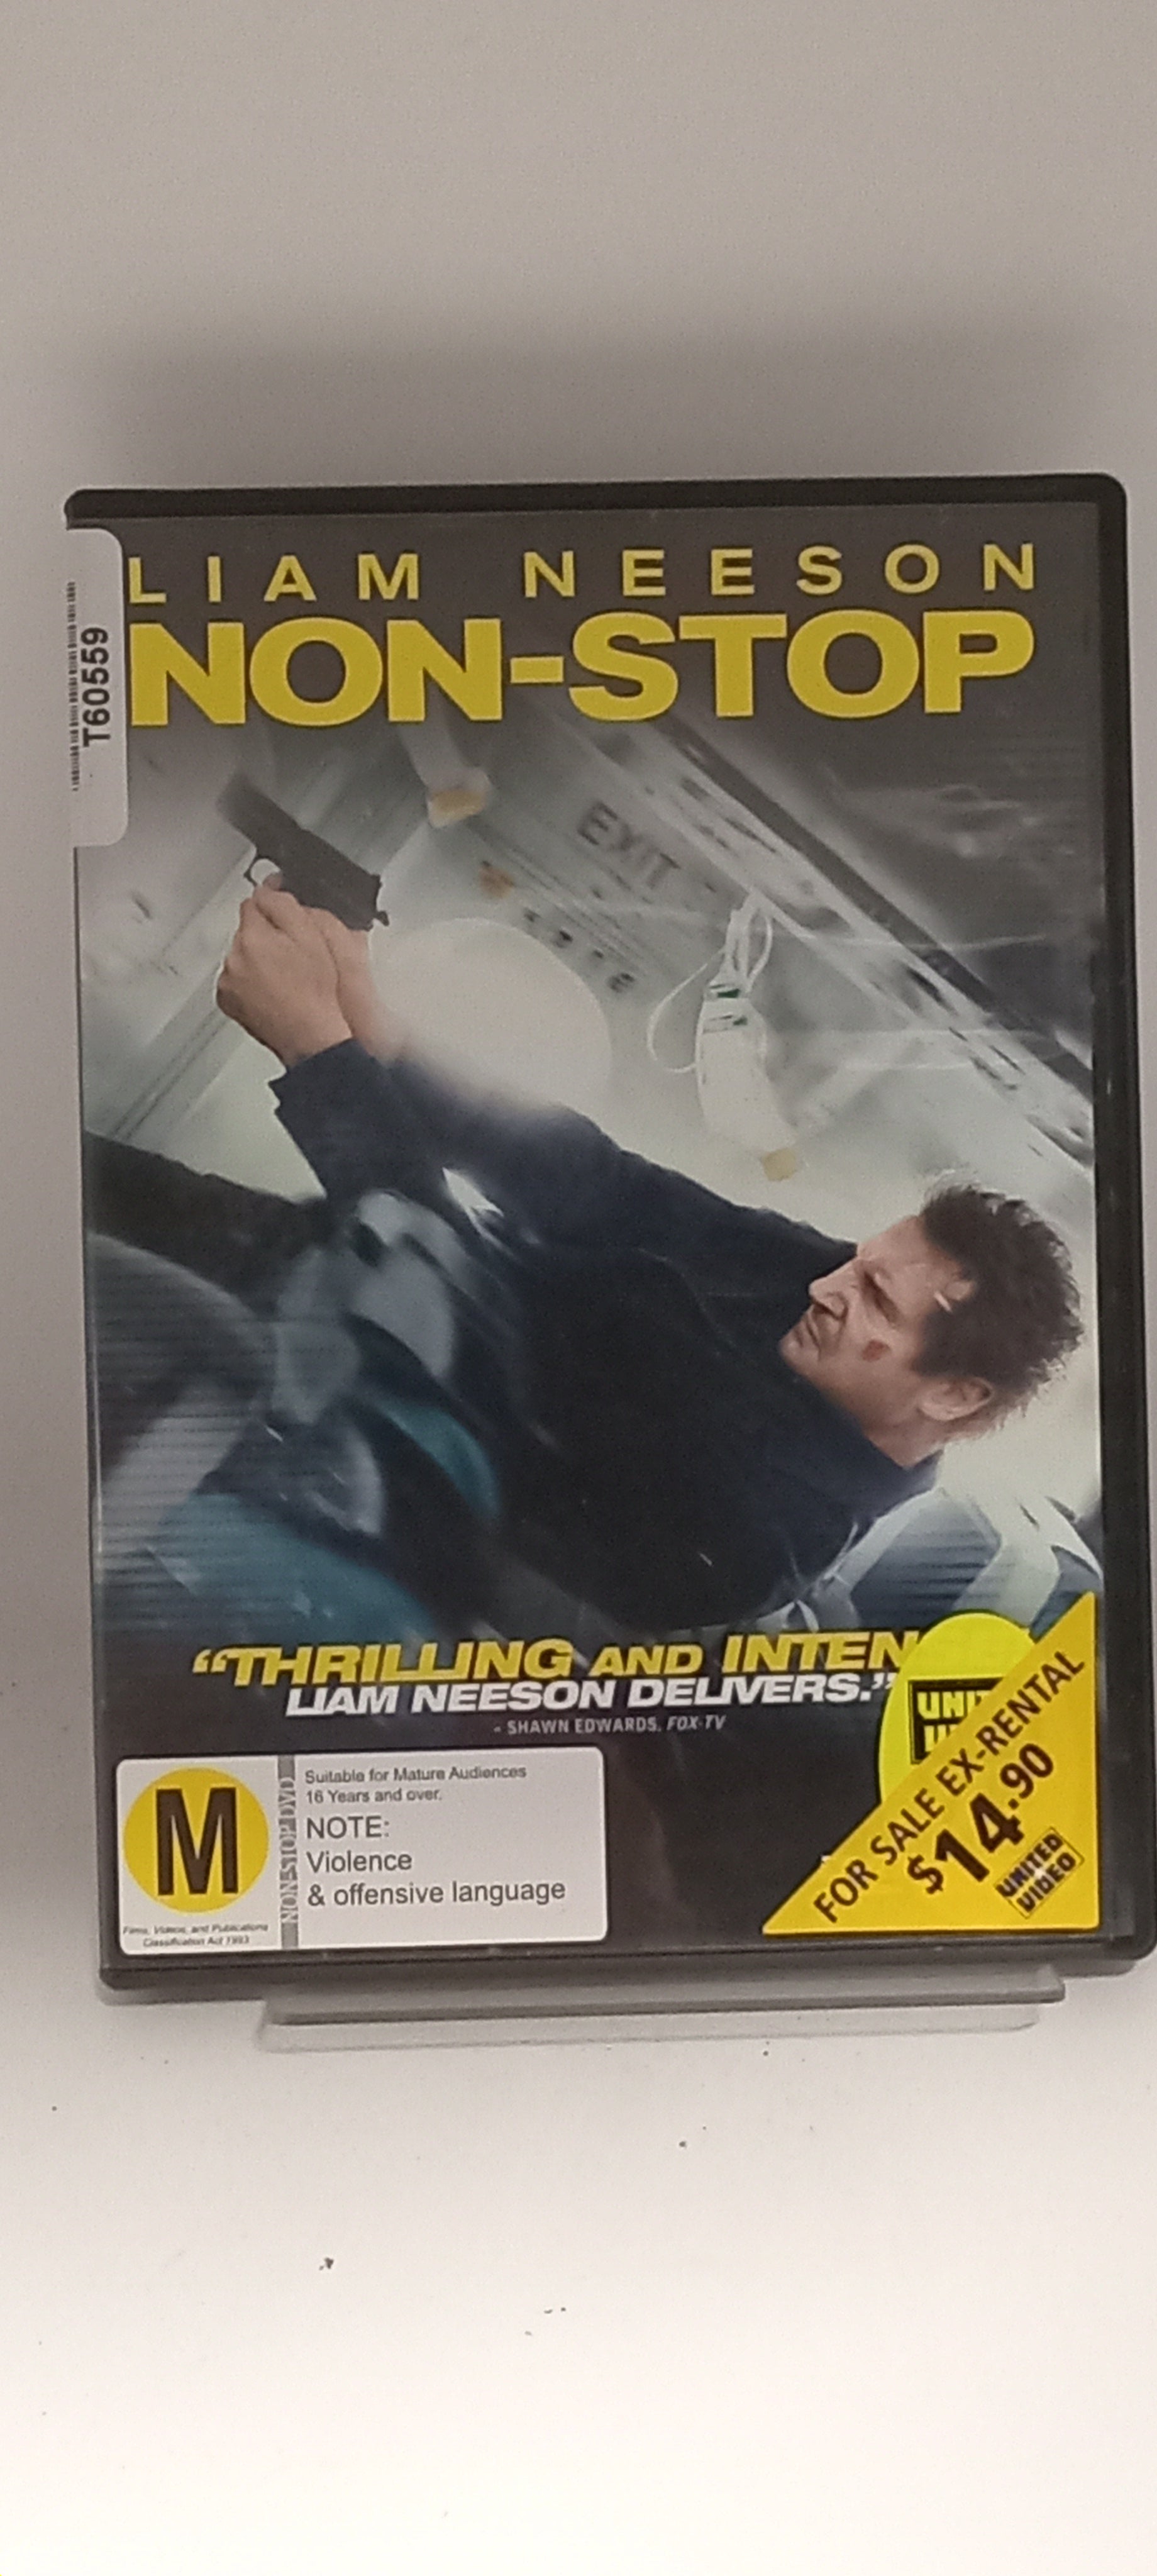 LIAM NEESON
NON-STOP
T60559
EXIT
“THRILLING AND INTEN
LIAM NEESON DELIVERS.”
- SHAWN EDWARDS, FOX-TV
M
Films, Videos, and Publications
Classification Act 1993
NON-STOP DVD
Suitable for Mature Audiences
16 Years and over.
NOTE:
Violence
& offensive language
UNI
FOR SALE EX-RENTAL
$14.90
UNITED
VIDEO